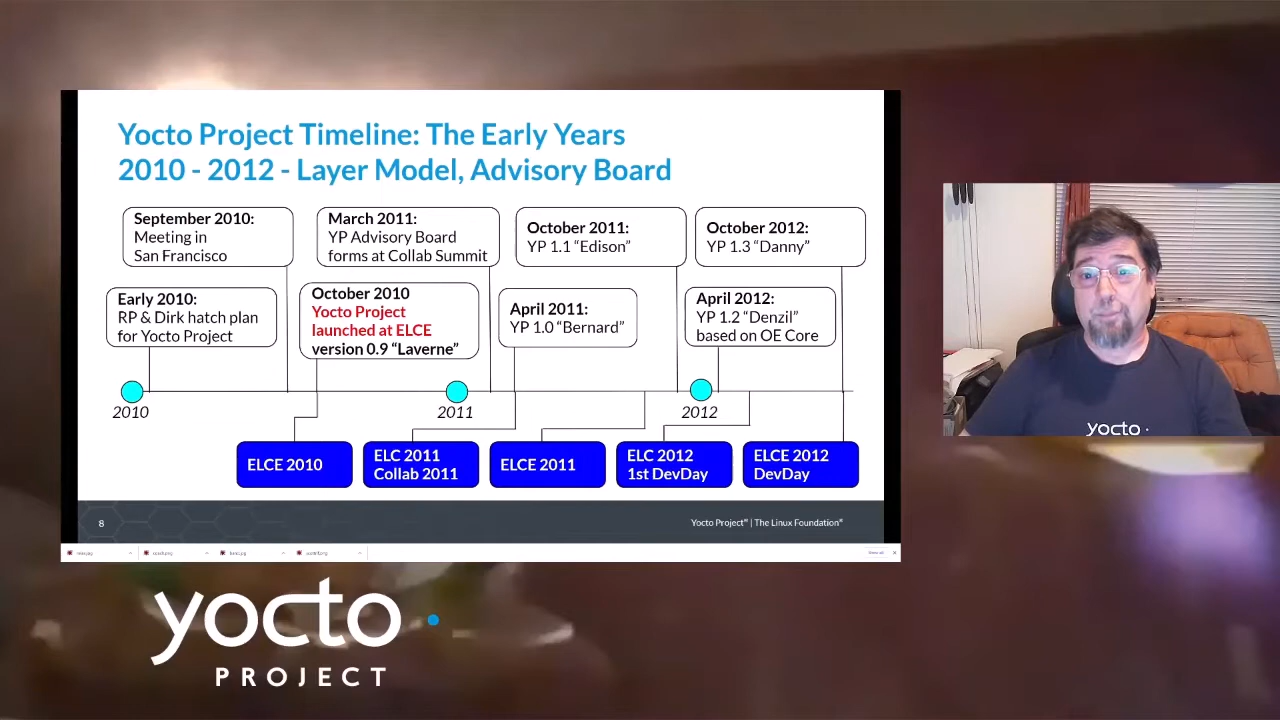 Yocto Project Timeline: The Early Years
2010 - 2012 - Layer Model, Advisory Board
September 2010:
Meeting in
San Francisco
March 2011:
YP Advisory Board
forms at Collab Summit
October 2011:
YP 1.1 “Edison”
October 2012:
YP 1.3 “Danny”
Early 2010:
RP & Dirk hatch plan
for Yocto Project
October 2010
Yocto Project
launched at ELCE
version 0.9 “Laverne”
April 2011:
YP 1.0 “Bernard”
April 2012:
YP 1.2 “Denzil”
based on OE Core
2010
2011
2012
ELCE 2010
ELC 2011
Collab 2011
ELCE 2011
ELC 2012
1st DevDay
ELCE 2012
DevDay
8
Yocto Project® | The Linux Foundation®
Show all
yocto
yocto
PROJECT